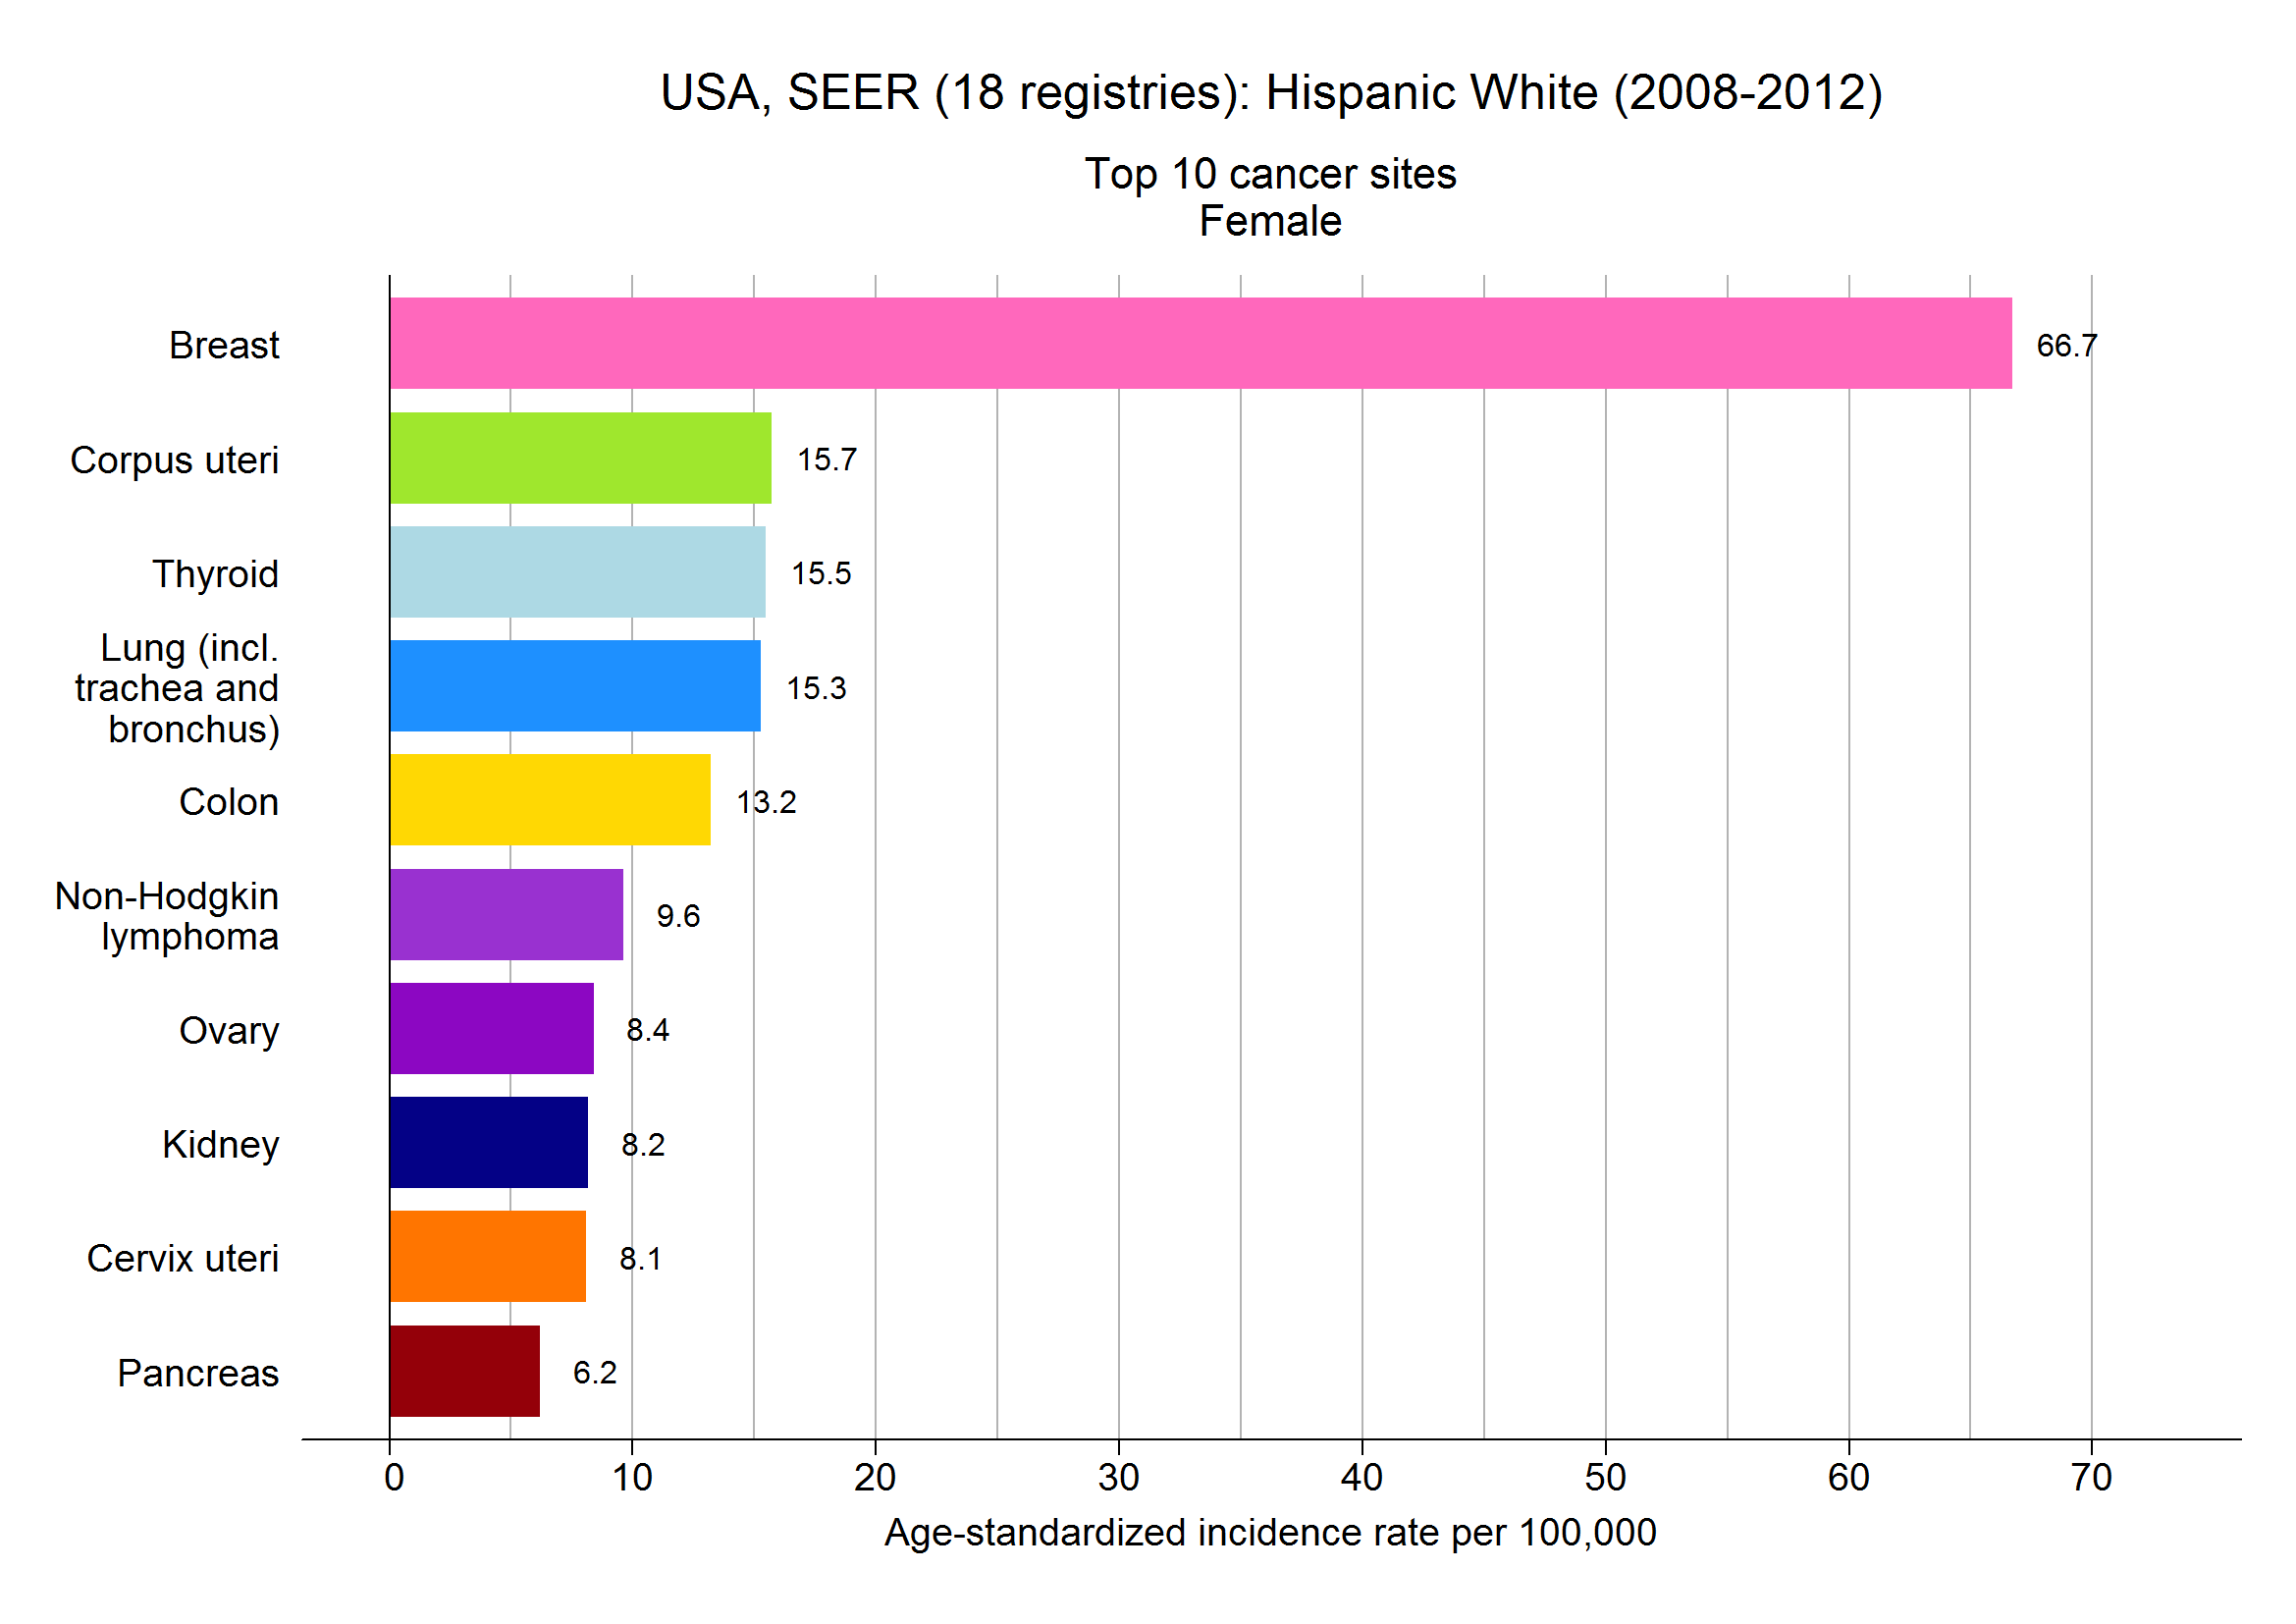 USA, SEER (18 registries): Hispanic White (2008-2012)
Top 10 cancer sites
Female
Breast
66.7
Corpus uteri
15.7
Thyroid
15.5
Lung (incl.
trachea and
bronchus)
15.3
Colon
13.2
Non-Hodgkin
lymphoma
9.6
Ovary
8.4
Kidney
8.2
Cervix uteri
8.1
Pancreas
6.2
0 10 20 30 40 50 60 70
Age-standardized incidence rate per 100,000